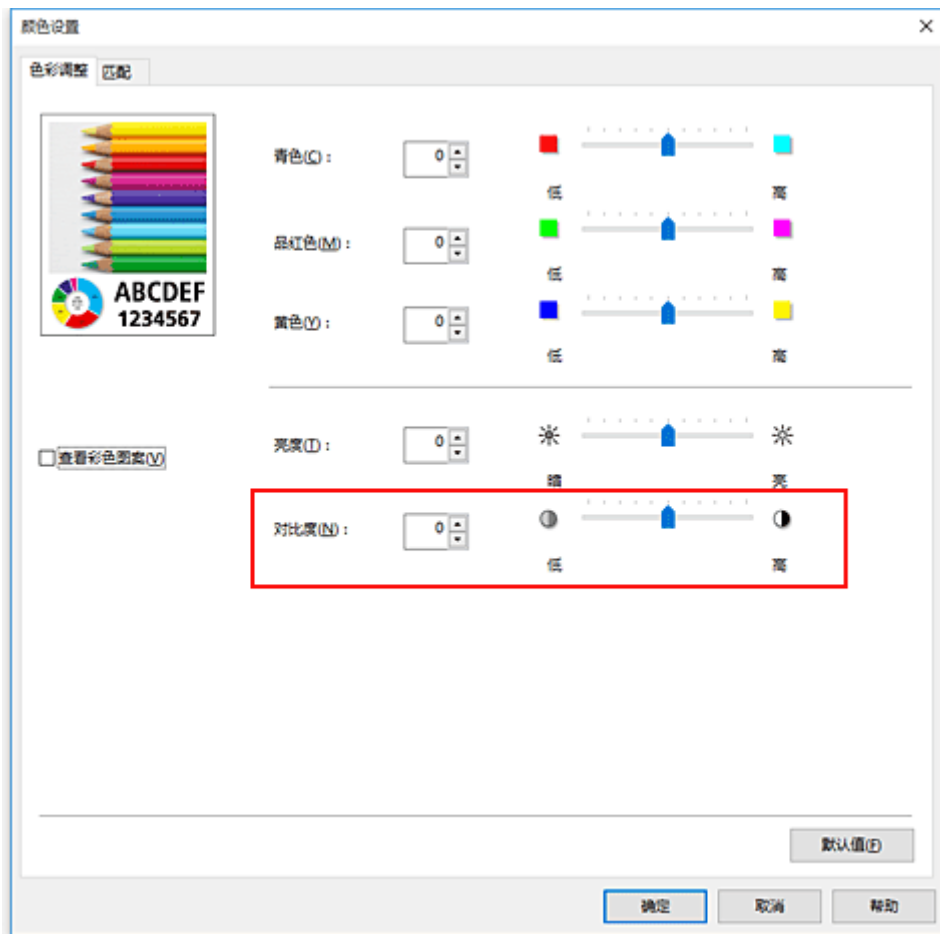 颜色设置
色彩调整 匹配
青色(C)： 0
低 高
品红色(M)： 0
低 高
ABCDEF
1234567
黄色(Y)： 0
低 高
亮度(T)： 0
暗 亮
查看彩色图案(V)
对比度(N)： 0
低 高
默认值(F)
确定 取消 帮助